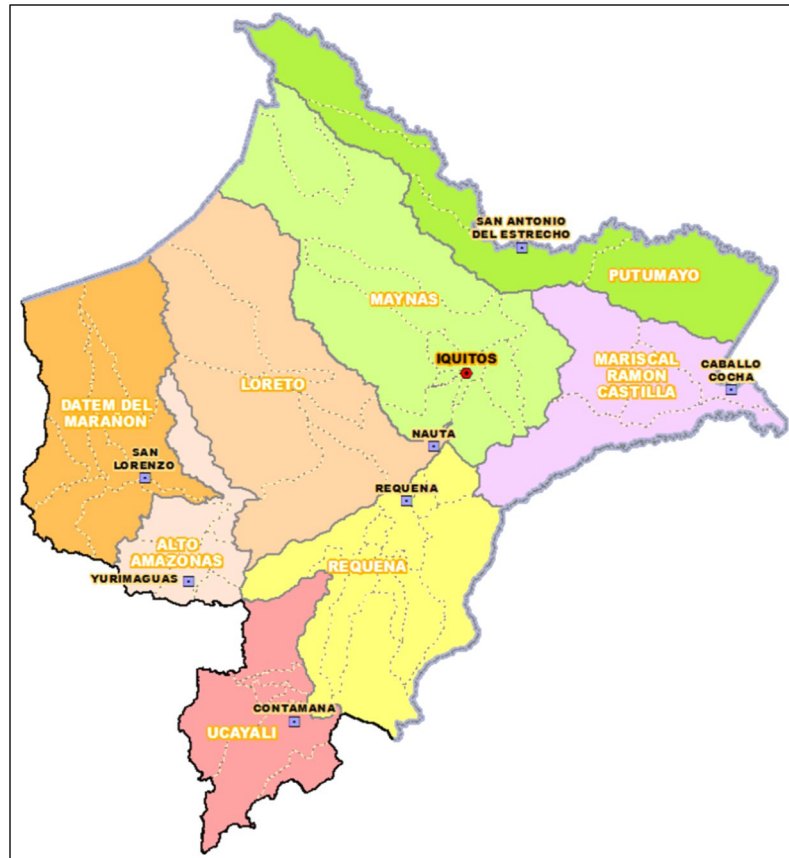 SAN ANTONIO
DEL ESTRECHO
PUTUMAYO
MAYNAS
IQUITOS
MARISCAL
RAMON
CASTILLA
CABALLO
COCHA
LORETO
DATEM DEL
MARAÑON
NAUTA
SAN
LORENZO
REQUENA
ALTO
AMAZONAS
REQUENA
YURIMAGUAS
CONTAMANA
UCAYALI